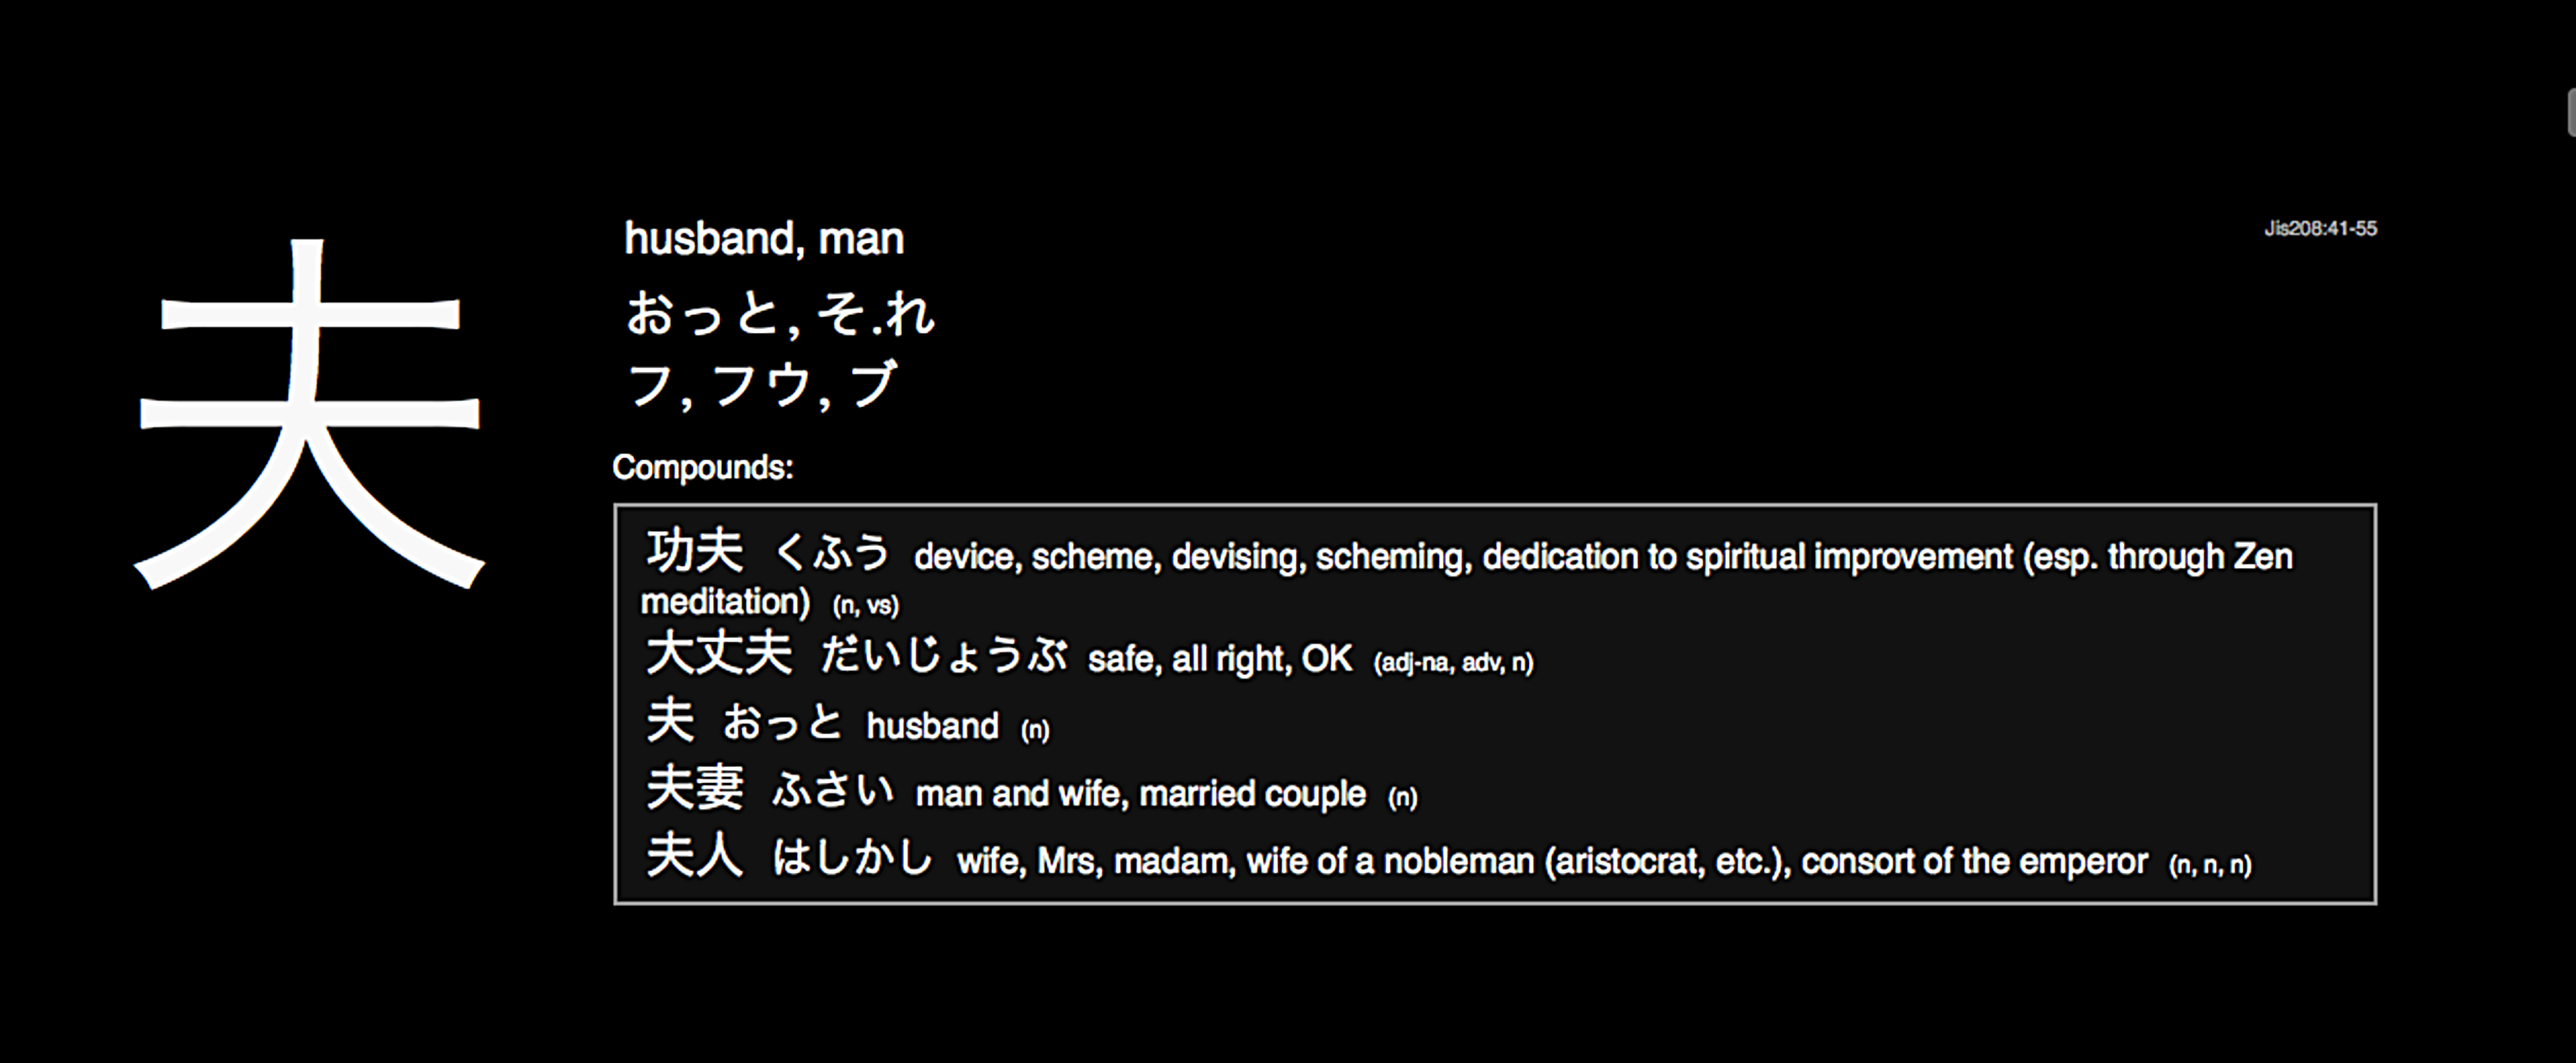 夫
husband, man
おっと, そ.れ
フ, フウ, ブ
Jis208:41-55
Compounds:
功夫 くふう device, scheme, devising, scheming, dedication to spiritual improvement (esp. through Zen
meditation) (n, vs)
大丈夫 だいじょうぶ safe, all right, OK (adj-na, adv, n)
夫 おっと husband (n)
夫妻 ふさい man and wife, married couple (n)
夫人 はしかし wife, Mrs, madam, wife of a nobleman (aristocrat, etc.), consort of the emperor (n, n, n)